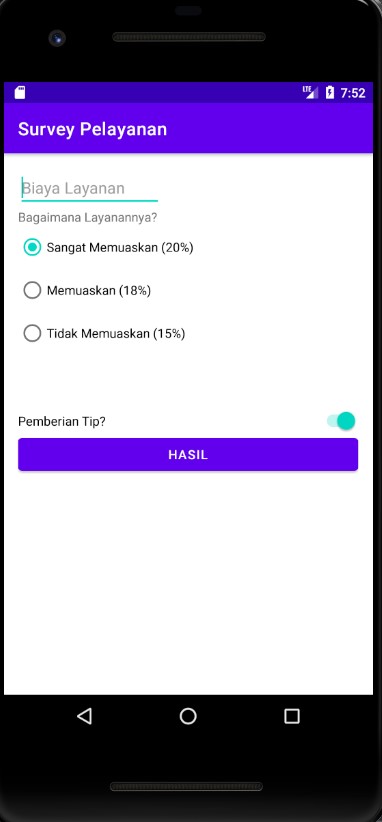 LTE 7:52
Survey Pelayanan
Biaya Layanan
Bagaimana Layanannya?
Sangat Memuaskan (20%)
Memuaskan (18%)
Tidak Memuaskan (15%)
Pemberian Tip?
HASIL